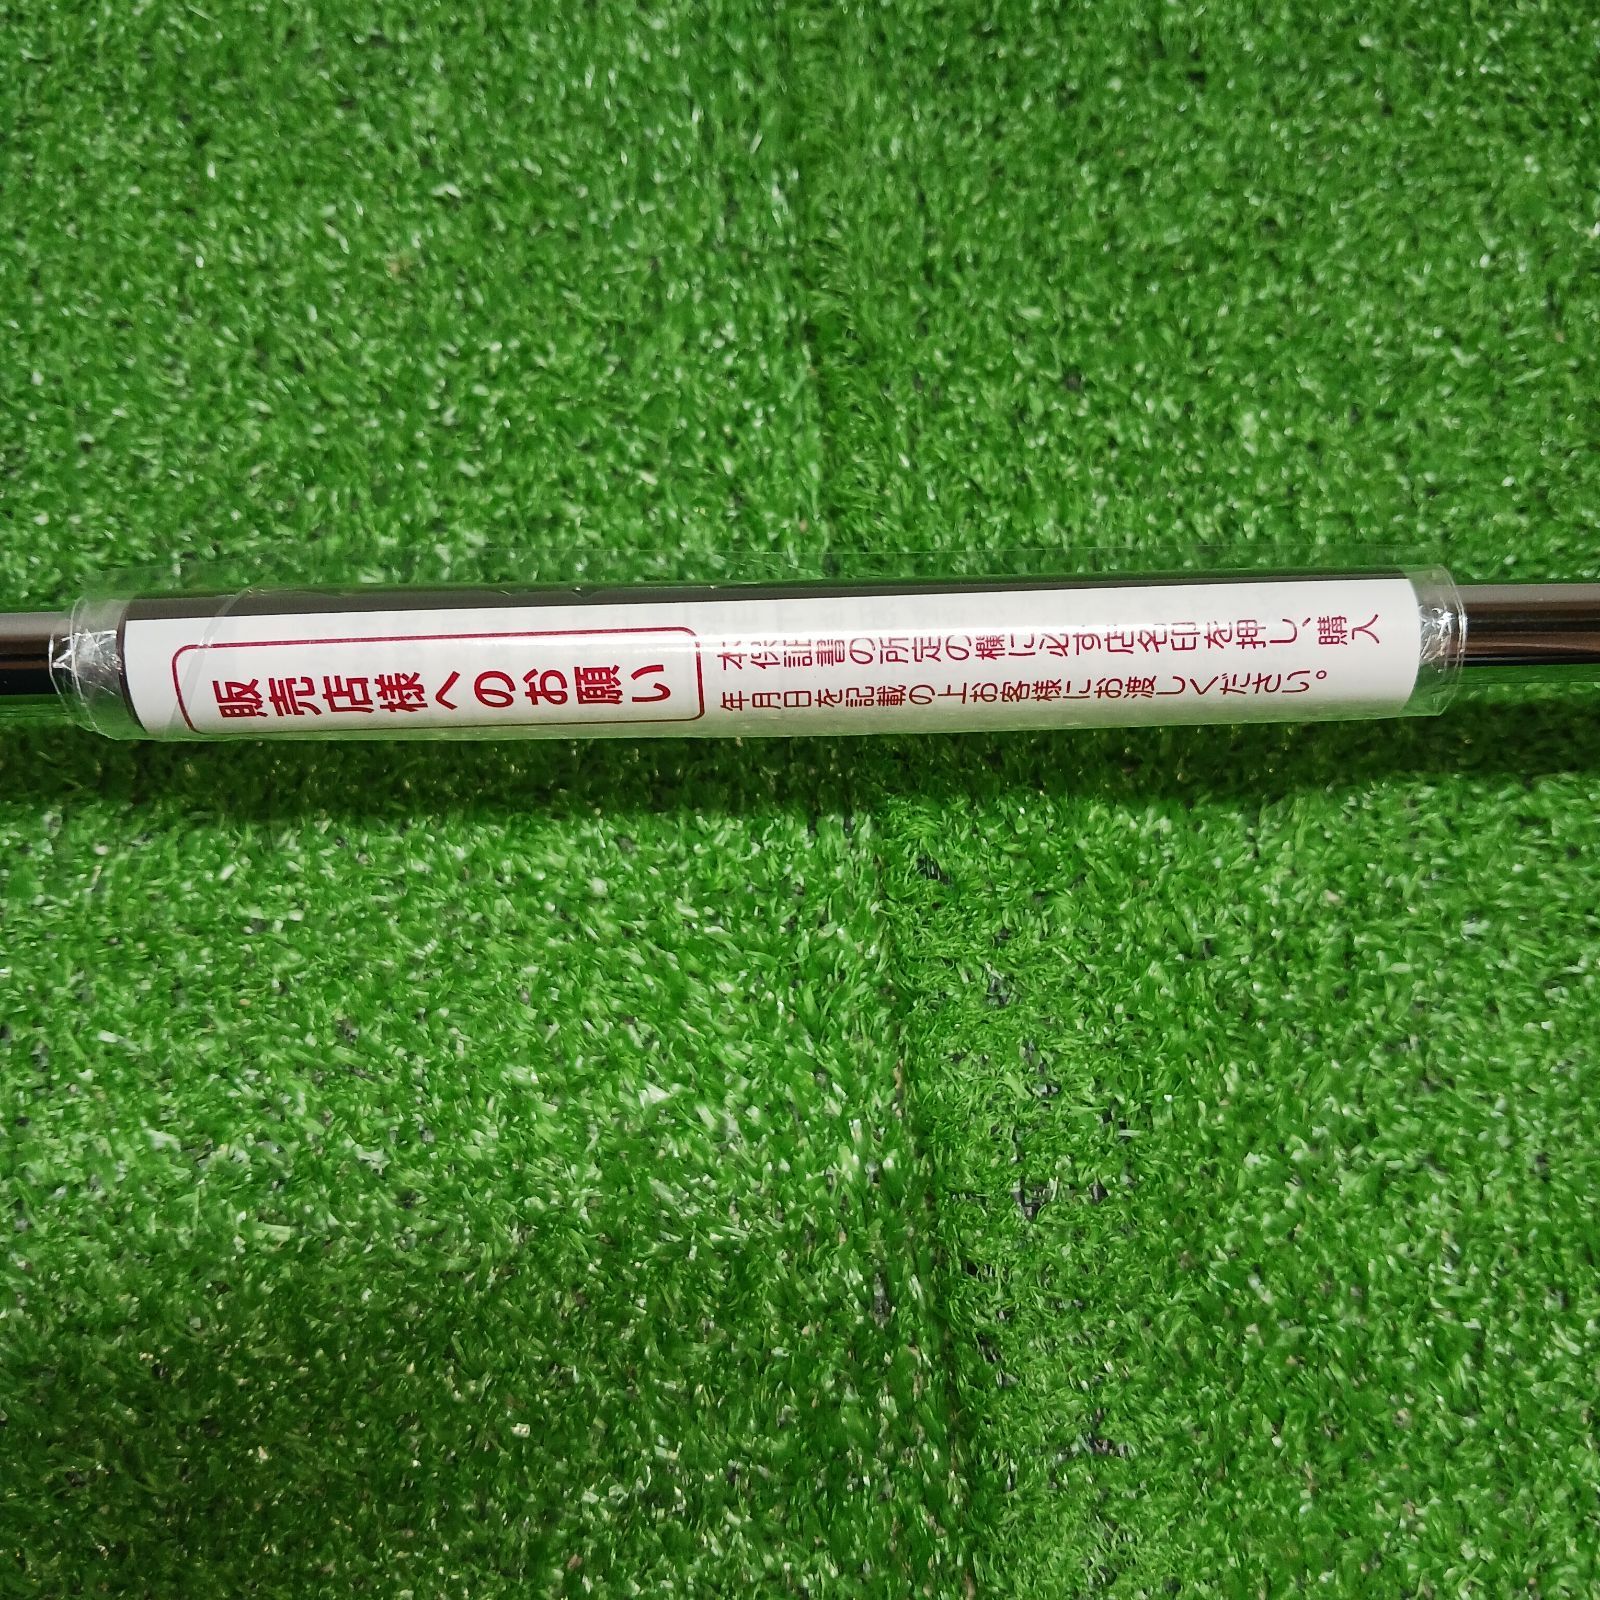 販売店様へのお願い
本保証書の所定の欄に必ず店名印を押し、購入
年月日を記載の上お客様にお渡しください。